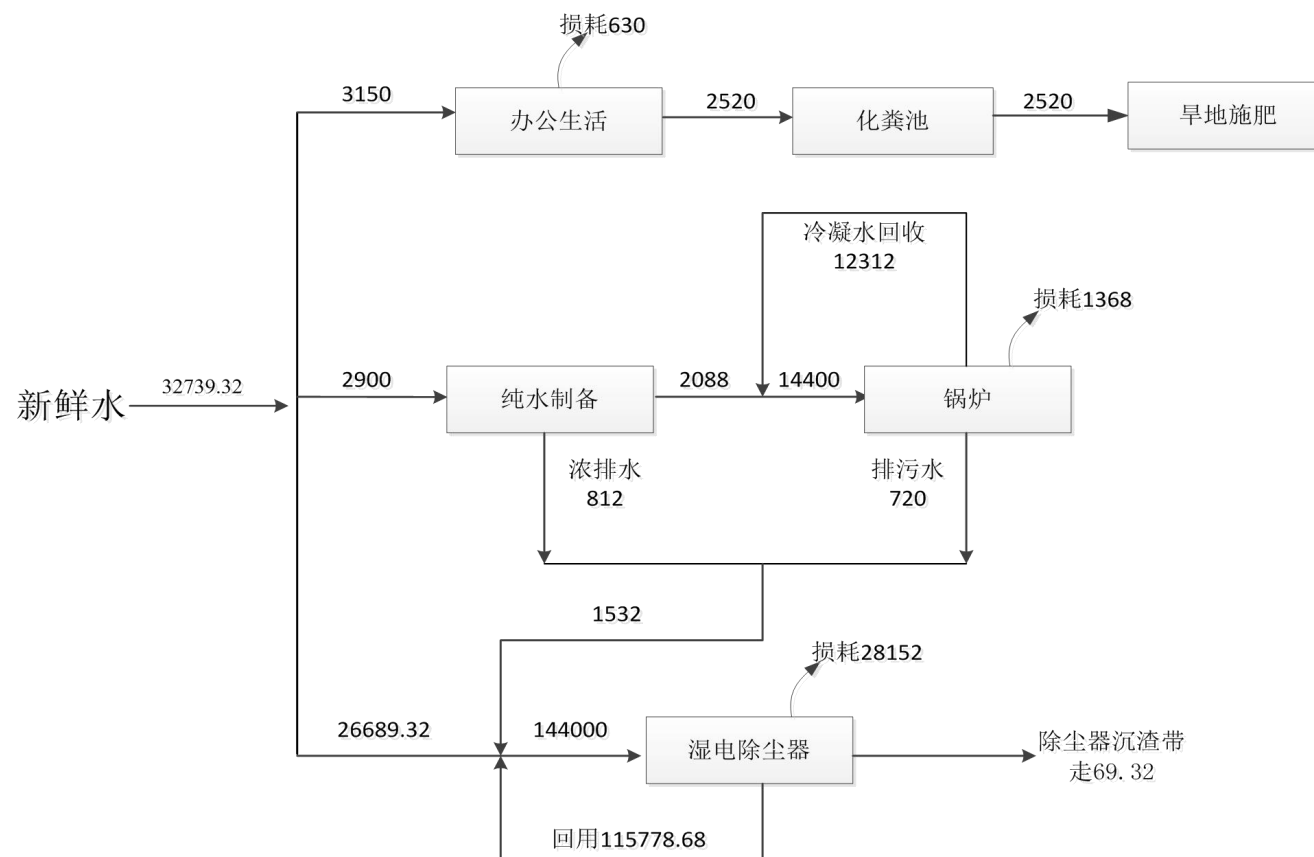 损耗630
3150
办公生活
2520
化粪池
2520
旱地施肥
冷凝水回收
12312
损耗1368
新鲜水
32739.32
2900
纯水制备
2088
14400
锅炉
浓排水
812
排污水
720
1532
损耗28152
26689.32
144000
湿电除尘器
除尘器沉渣带
走69.32
回用115778.68